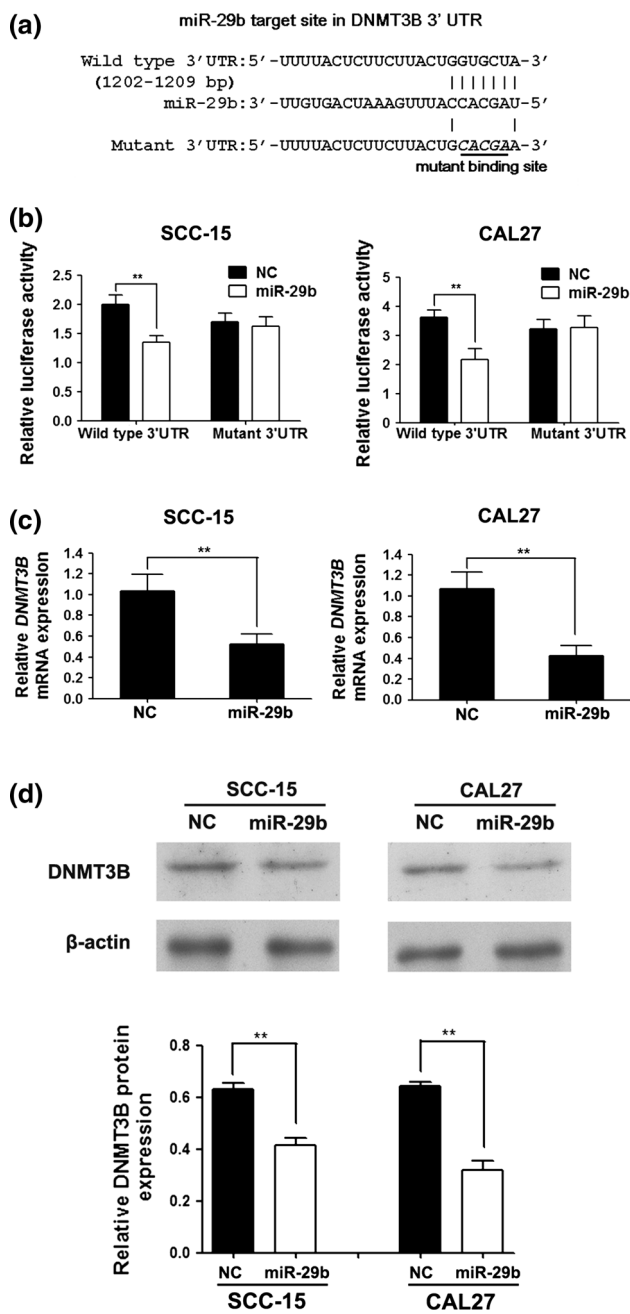 (a)
miR-29b target site in DNMT3B 3' UTR
Wild type 3'UTR:5'-UUUUACUCUUCUUACUGGUGCUA-3'
(1202-1209 bp) |||||||
miR-29b:3'-UUGUGACUAAAGUUUACCACGAU-5'
| |
Mutant 3'UTR:5'-UUUUACUCUUCUUACUGCACGAA-3'
mutant binding site
(b)
SCC-15
Relative luciferase activity
2.5
2.0
1.5
1.0
0.5
0.0
**
NC
miR-29b
Wild type 3'UTR Mutant 3'UTR
CAL27
Relative luciferase activity
5
4
3
2
1
0
**
NC
miR-29b
Wild type 3'UTR Mutant 3'UTR
(c)
SCC-15
Relative DNMT3B
mRNA expression
1.4
1.2
1.0
0.8
0.6
0.4
0.2
0.0
**
NC miR-29b
CAL27
Relative DNMT3B
mRNA expression
1.4
1.2
1.0
0.8
0.6
0.4
0.2
0.0
**
NC miR-29b
(d)
SCC-15 CAL27
NC miR-29b NC miR-29b
DNMT3B
β-actin
Relative DNMT3B protein
expression
0.8
0.6
0.4
0.2
0.0
** **
NC miR-29b NC miR-29b
SCC-15 CAL27